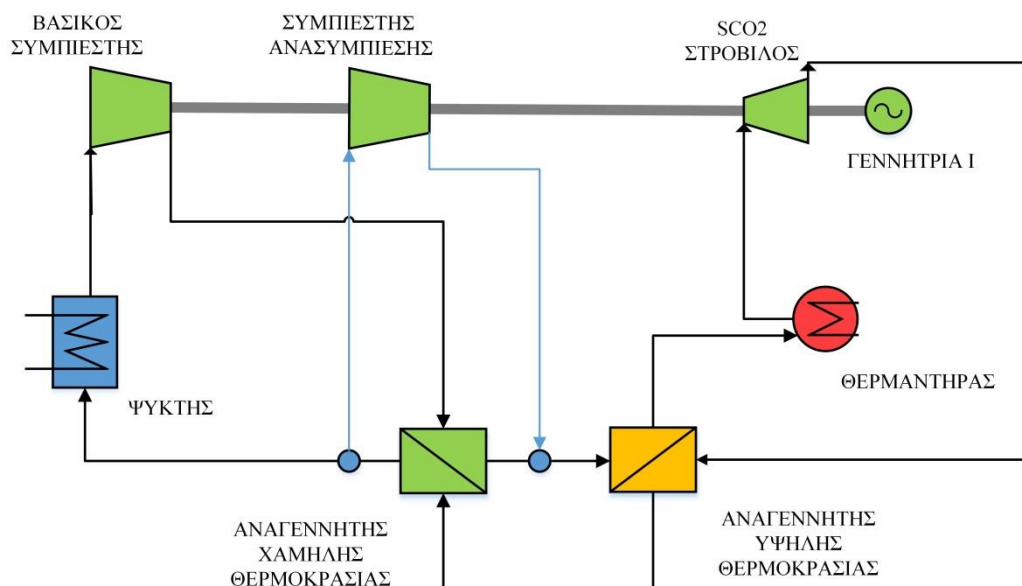 ΒΑΣΙΚΟΣ
ΣΥΜΠΙΕΣΤΗΣ
ΣΥΜΠΙΕΣΤΗΣ
ΑΝΑΣΥΜΠΙΕΣΗΣ
SCO2
ΣΤΡΟΒΙΛΟΣ
ΓΕΝΝΗΤΡΙΑ Ι
ΨΥΚΤΗΣ
ΘΕΡΜΑΝΤΗΡΑΣ
ΑΝΑΓΕΝΝΗΤΗΣ
ΧΑΜΗΛΗΣ
ΘΕΡΜΟΚΡΑΣΙΑΣ
ΑΝΑΓΕΝΝΗΤΗΣ
ΥΨΗΛΗΣ
ΘΕΡΜΟΚΡΑΣΙΑΣ